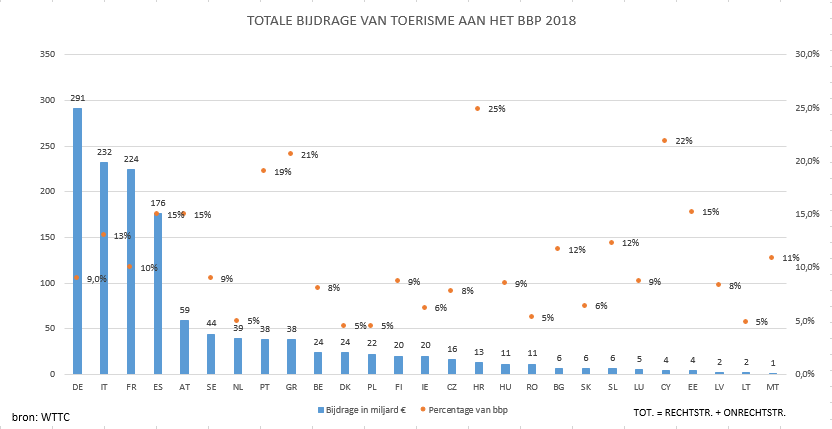 TOTALE BIJDRAGE VAN TOERISME AAN HET BBP 2018
350 30,0%
300 25,0%
250 20,0%
200 15,0%
150 10,0%
100 5,0%
50 0,0%
0
291 232 224 176 59 44 39 38 38 24 24 22 20 20 16 13 11 11 6 6 6 5 4 4 2 2 1
9,0% 13% 10% 15% 15% 9% 5% 19% 21% 8% 5% 5% 9% 6% 8% 25% 9% 5% 12% 6% 12% 9% 22% 15% 8% 5% 11%
DE IT FR ES AT SE NL PT GR BE DK PL FI IE CZ HR HU RO BG SK SL LU CY EE LV LT MT
Bijdrage in miljard € Percentage van bbp
bron: WTTC
TOT. = RECHTSTR. + ONRECHTSTR.